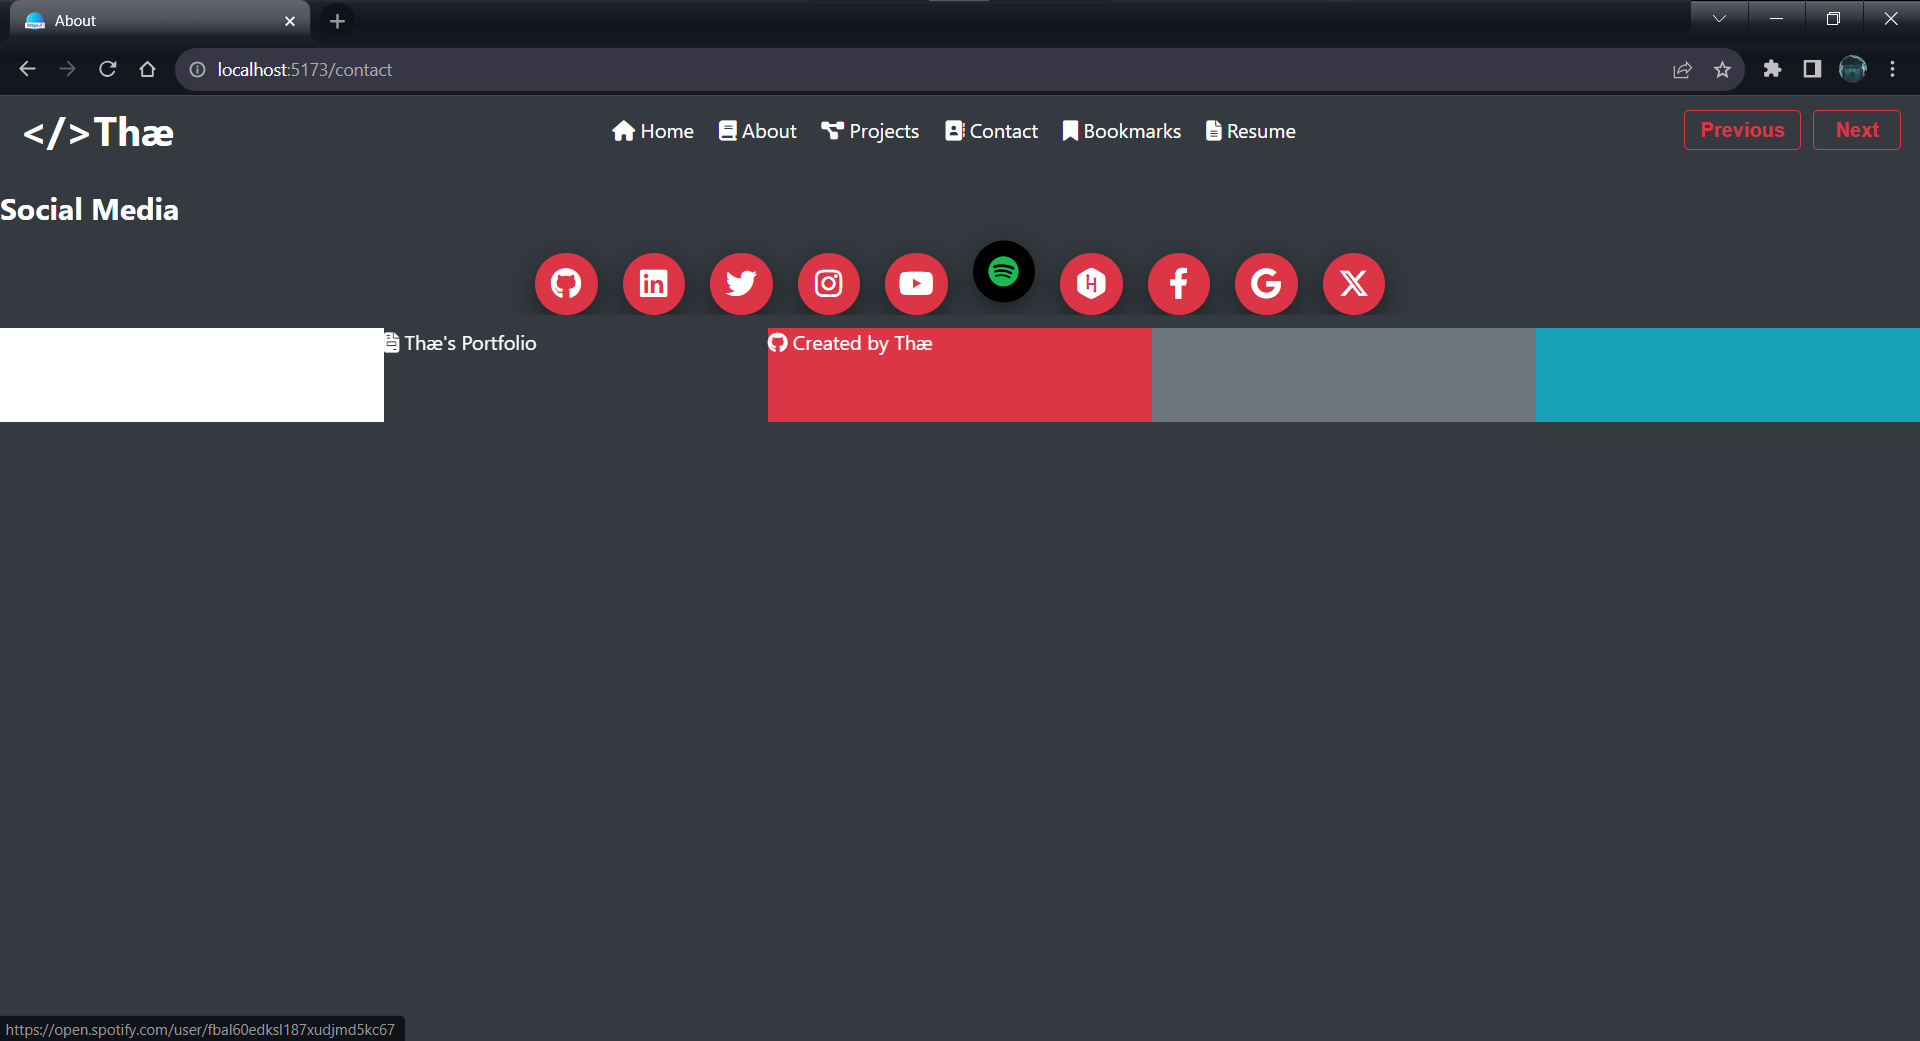 About
localhost:5173/contact
</>Thæ
Home About Projects Contact Bookmarks Resume
Previous Next
Social Media
Thæ's Portfolio
Created by Thæ
https://open.spotify.com/user/fbal60edksl187xudjmd5kc67